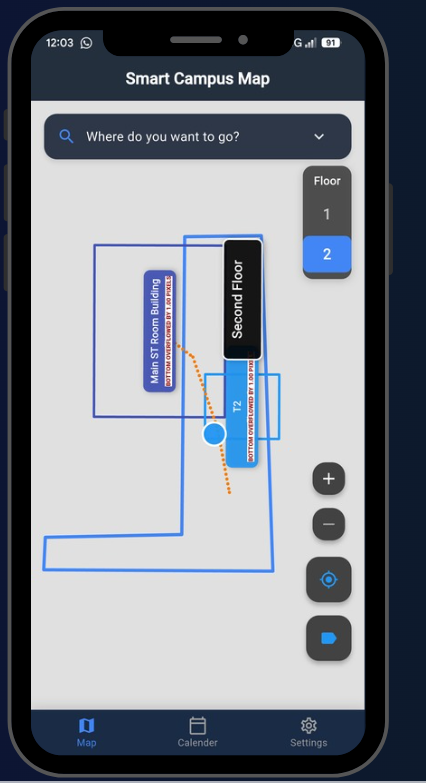 12:03
G 91
Smart Campus Map
Where do you want to go?
Floor
1
2
Second Floor
Main ST Room Building
BOTTOM OVERFLOWED BY 1.00 PIXELS
T2
BOTTOM OVERFLOWED BY 1.00 PIXELS
Map
Calender
Settings